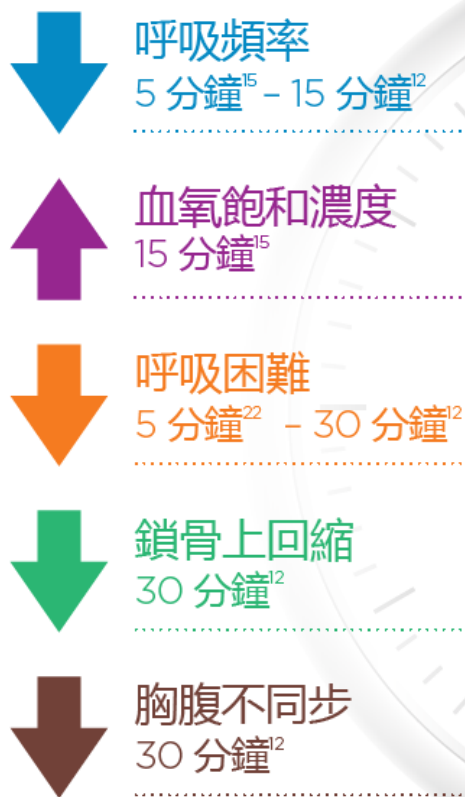 呼吸頻率
5 分鐘¹⁵ – 15 分鐘¹²
血氧飽和濃度
15 分鐘¹⁵
呼吸困難
5 分鐘²² – 30 分鐘¹²
鎖骨上回縮
30 分鐘¹²
胸腹不同步
30 分鐘¹²